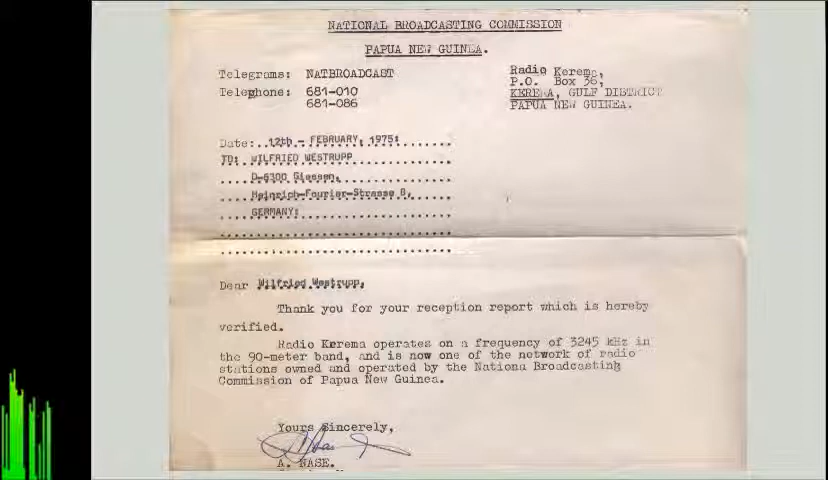 NATIONAL BROADCASTING COMMISSION
PAPUA NEW GUINEA.
Telegrams: NATBROADCAST
Telephone: 681-010
681-086
Radio Kerema,
P.O. Box 36,
KEREMA, GULF DISTRICT
PAPUA NEW GUINEA.
Date: 12th - FEBRUARY, 1975:
TO: WILFRIED WESTRUPP
D-6300 Giessen,
Heinrich-Fourier-Strasse 8,
GERMANY:
Dear Wilfried Westrupp,
Thank you for your reception report which is hereby
verified.
Radio Kerema operates on a frequency of 3245 kHz in
the 90-meter band, and is now one of the network of radio
stations owned and operated by the Nationa Broadcasting
Commission of Papua New Guinea.
Yours Sincerely,
A. NASE.